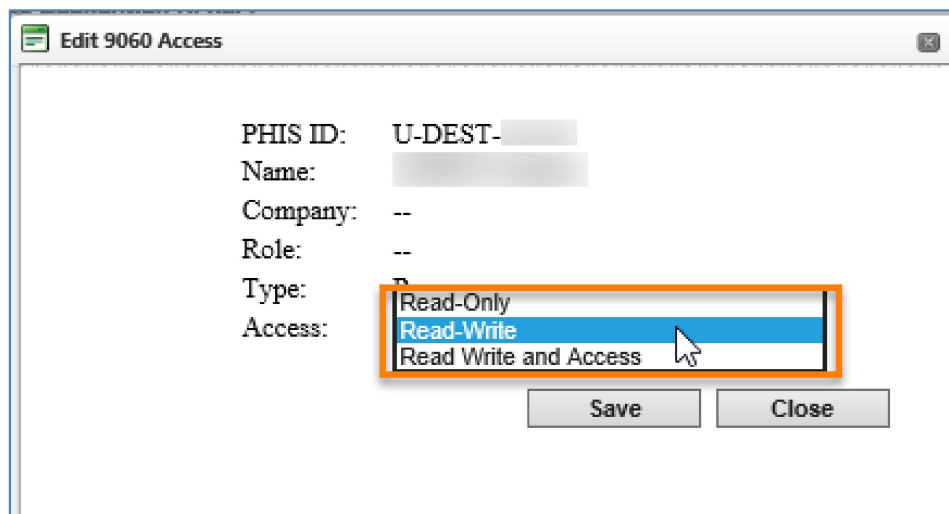 Edit 9060 Access
PHIS ID: U-DEST-
Name:
Company: --
Role: --
Type:
Read-Only
Access: Read-Write
Read Write and Access
Save Close